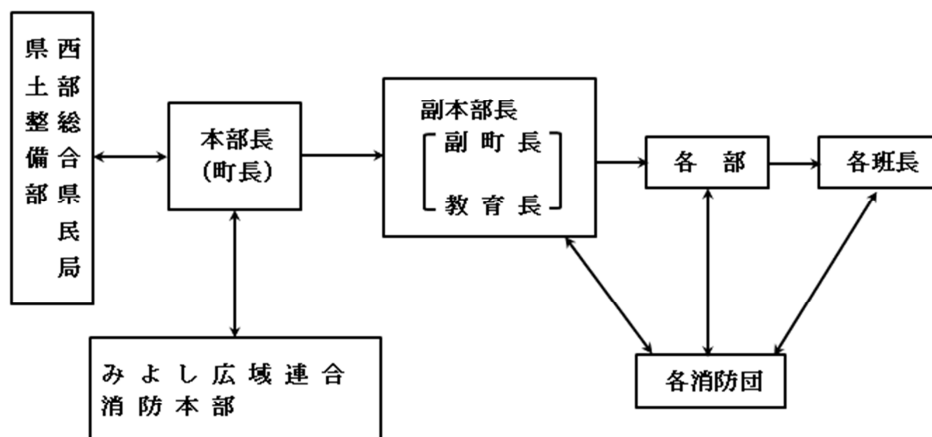 西部総合県民局
県土整備部
本部長
(町長)
副本部長
副町長
教育長
各部
各班長
みよし広域連合
消防本部
各消防団